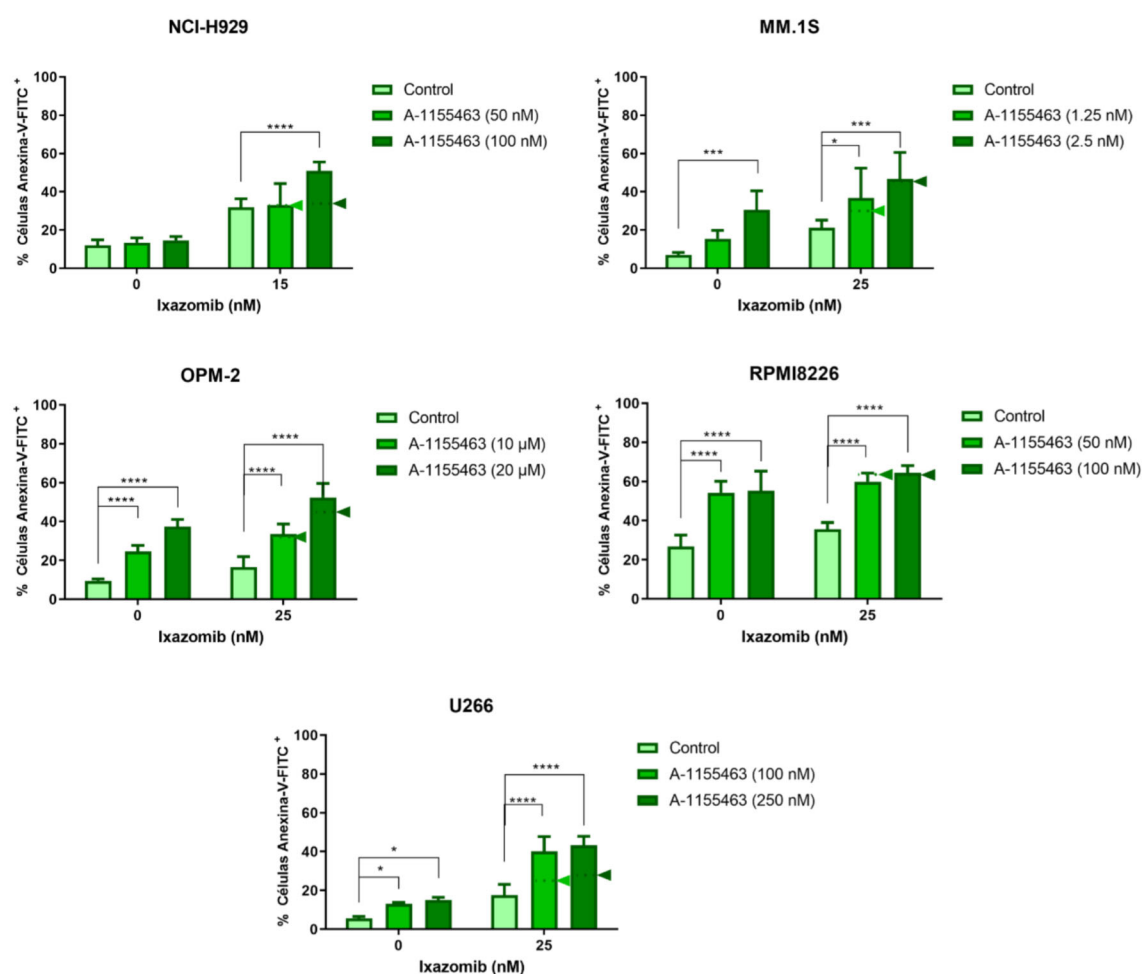 NCI-H929
% Células Anexina-V-FITC +
100
80
60
40
20
0
****
0
15
Ixazomib (nM)
Control
A-1155463 (50 nM)
A-1155463 (100 nM)
MM.1S
% Células Anexina-V-FITC +
100
80
60
40
20
0
***
***
*
0
25
Ixazomib (nM)
Control
A-1155463 (1.25 nM)
A-1155463 (2.5 nM)
OPM-2
% Células Anexina-V-FITC +
100
80
60
40
20
0
****
****
****
****
0
25
Ixazomib (nM)
Control
A-1155463 (10 µM)
A-1155463 (20 µM)
RPMI8226
% Células Anexina-V-FITC +
100
80
60
40
20
0
****
****
****
****
0
25
Ixazomib (nM)
Control
A-1155463 (50 nM)
A-1155463 (100 nM)
U266
% Células Anexina-V-FITC +
100
80
60
40
20
0
*
*
****
****
0
25
Ixazomib (nM)
Control
A-1155463 (100 nM)
A-1155463 (250 nM)